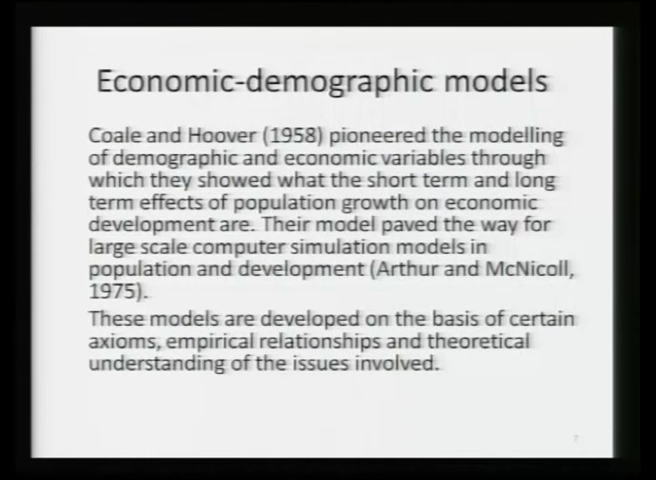 Economic-demographic models
Coale and Hoover (1958) pioneered the modelling
of demographic and economic variables through
which they showed what the short term and long
term effects of population growth on economic
development are. Their model paved the way for
large scale computer simulation models in
population and development (Arthur and McNicoll,
1975).
These models are developed on the basis of certain
axioms, empirical relationships and theoretical
understanding of the issues involved.
7